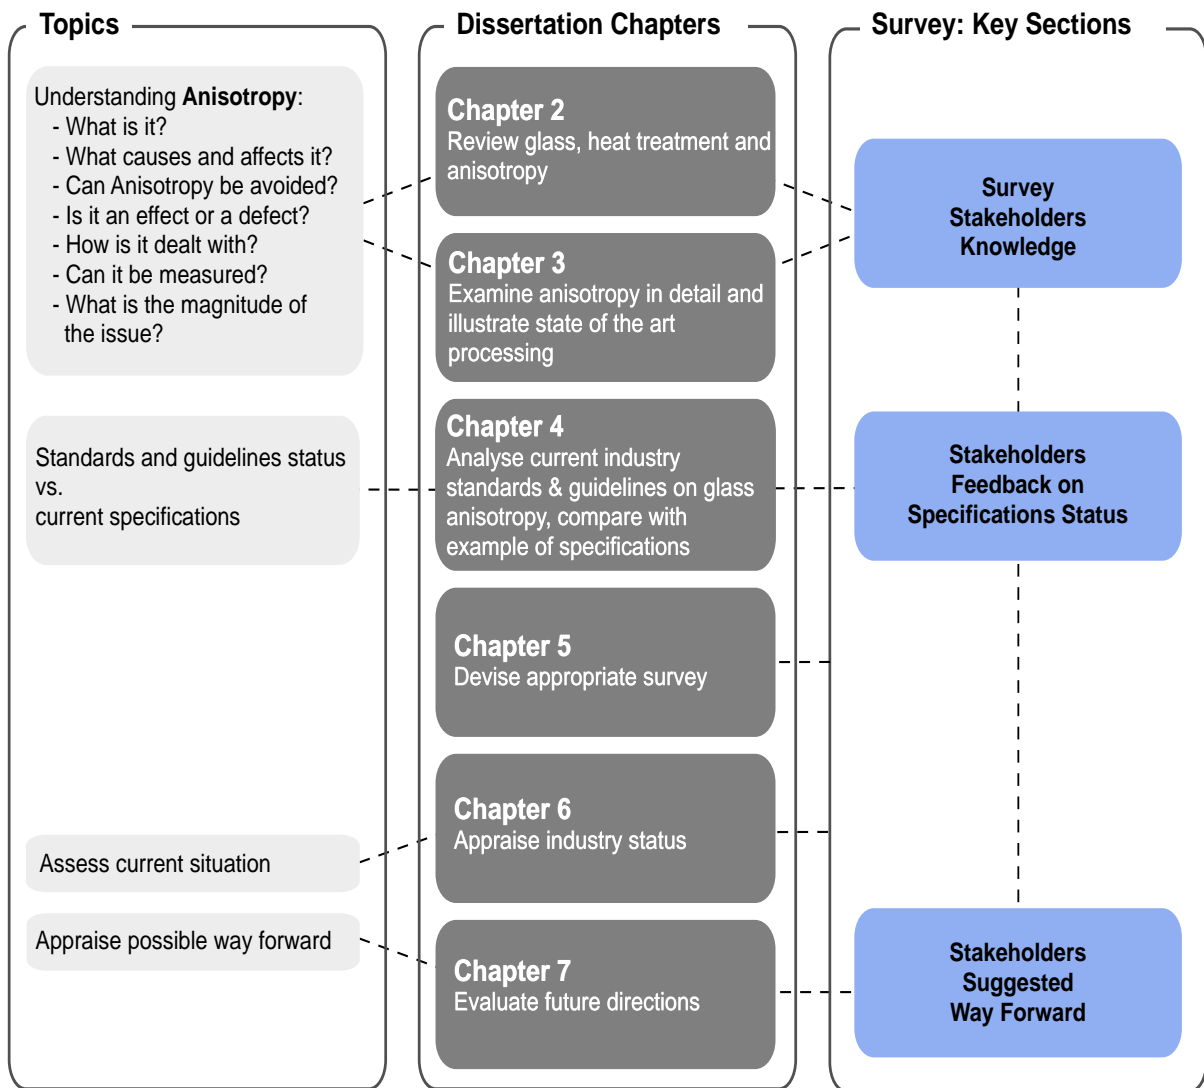 Topics
Understanding Anisotropy:
- What is it?
- What causes and affects it?
- Can Anisotropy be avoided?
- Is it an effect or a defect?
- How is it dealt with?
- Can it be measured?
- What is the magnitude of
the issue?
Standards and guidelines status
vs.
current specifications
Assess current situation
Appraise possible way forward
Dissertation Chapters
Chapter 2
Review glass, heat treatment and
anisotropy
Chapter 3
Examine anisotropy in detail and
illustrate state of the art
processing
Chapter 4
Analyse current industry
standards & guidelines on glass
anisotropy, compare with
example of specifications
Chapter 5
Devise appropriate survey
Chapter 6
Appraise industry status
Chapter 7
Evaluate future directions
Survey: Key Sections
Survey
Stakeholders
Knowledge
Stakeholders
Feedback on
Specifications Status
Stakeholders
Suggested
Way Forward